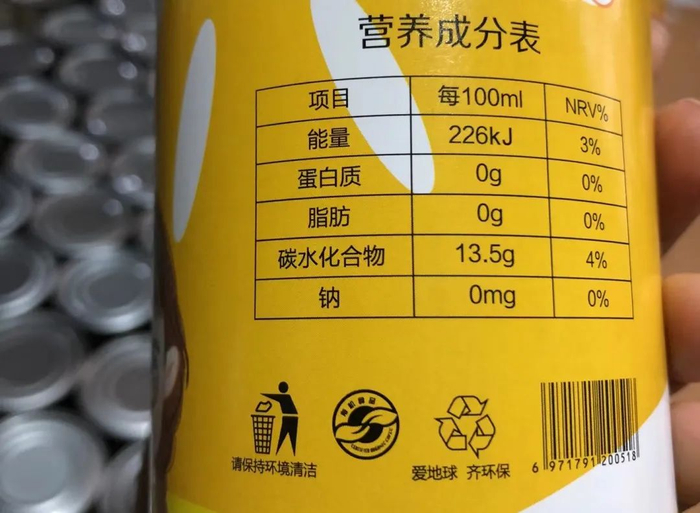 营养成分表
项目 每100ml NRV%
能量 226kJ 3%
蛋白质 0g 0%
脂肪 0g 0%
碳水化合物 13.5g 4%
钠 0mg 0%
请保持环境清洁
爱地球 齐环保
6 971791 200518